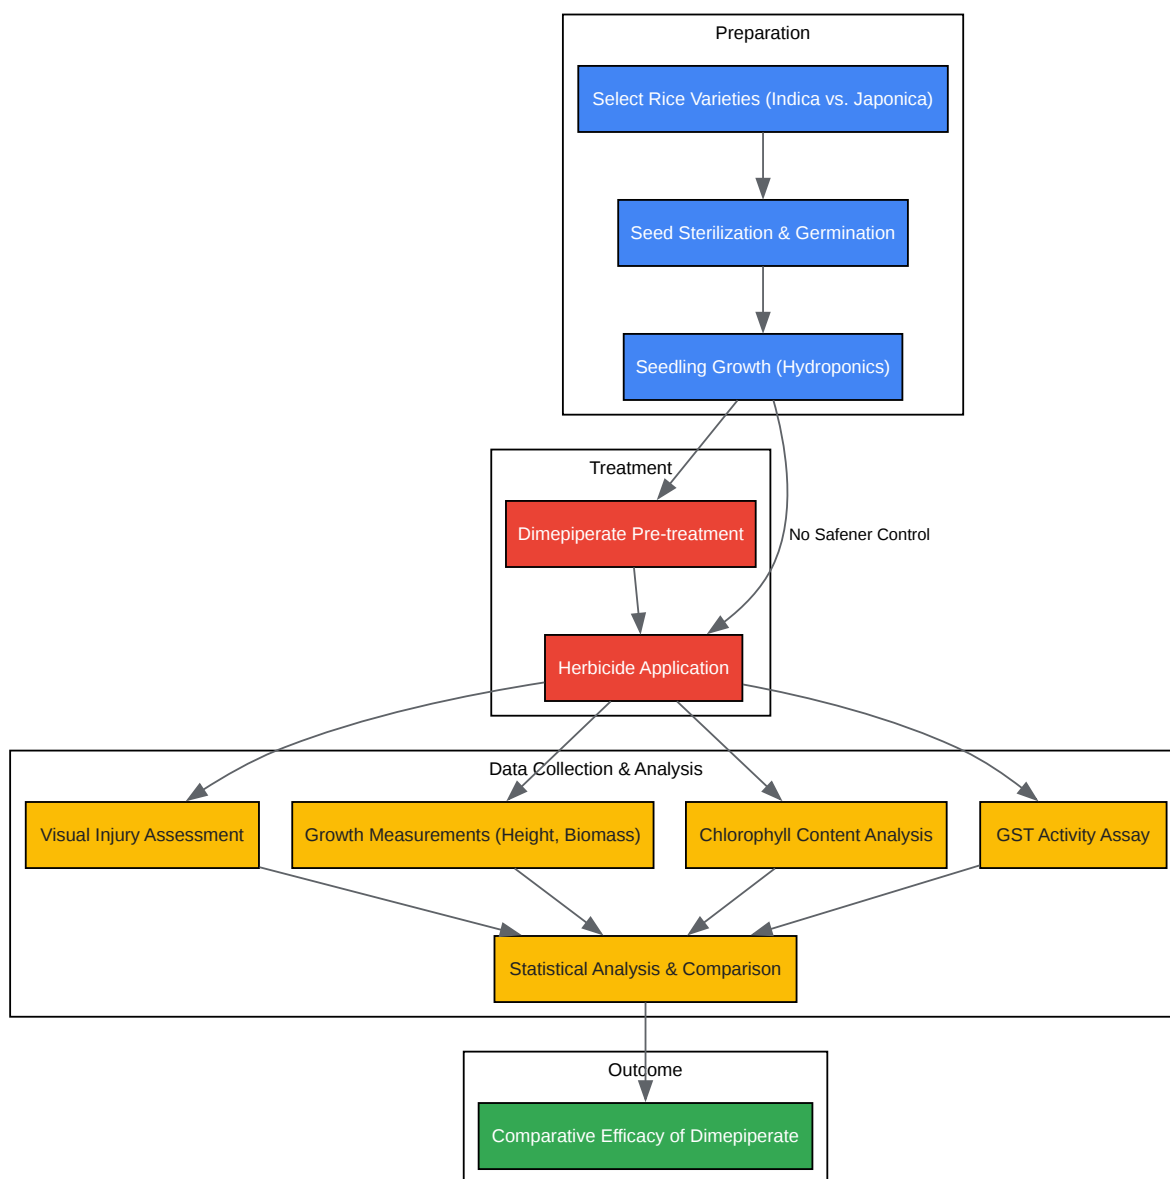 Preparation
Select Rice Varieties (Indica vs. Japonica)
Seed Sterilization & Germination
Seedling Growth (Hydroponics)
Treatment
Dimepiperate Pre-treatment
No Safener Control
Herbicide Application
Data Collection & Analysis
Visual Injury Assessment
Growth Measurements (Height, Biomass)
Chlorophyll Content Analysis
GST Activity Assay
Statistical Analysis & Comparison
Outcome
Comparative Efficacy of Dimepiperate